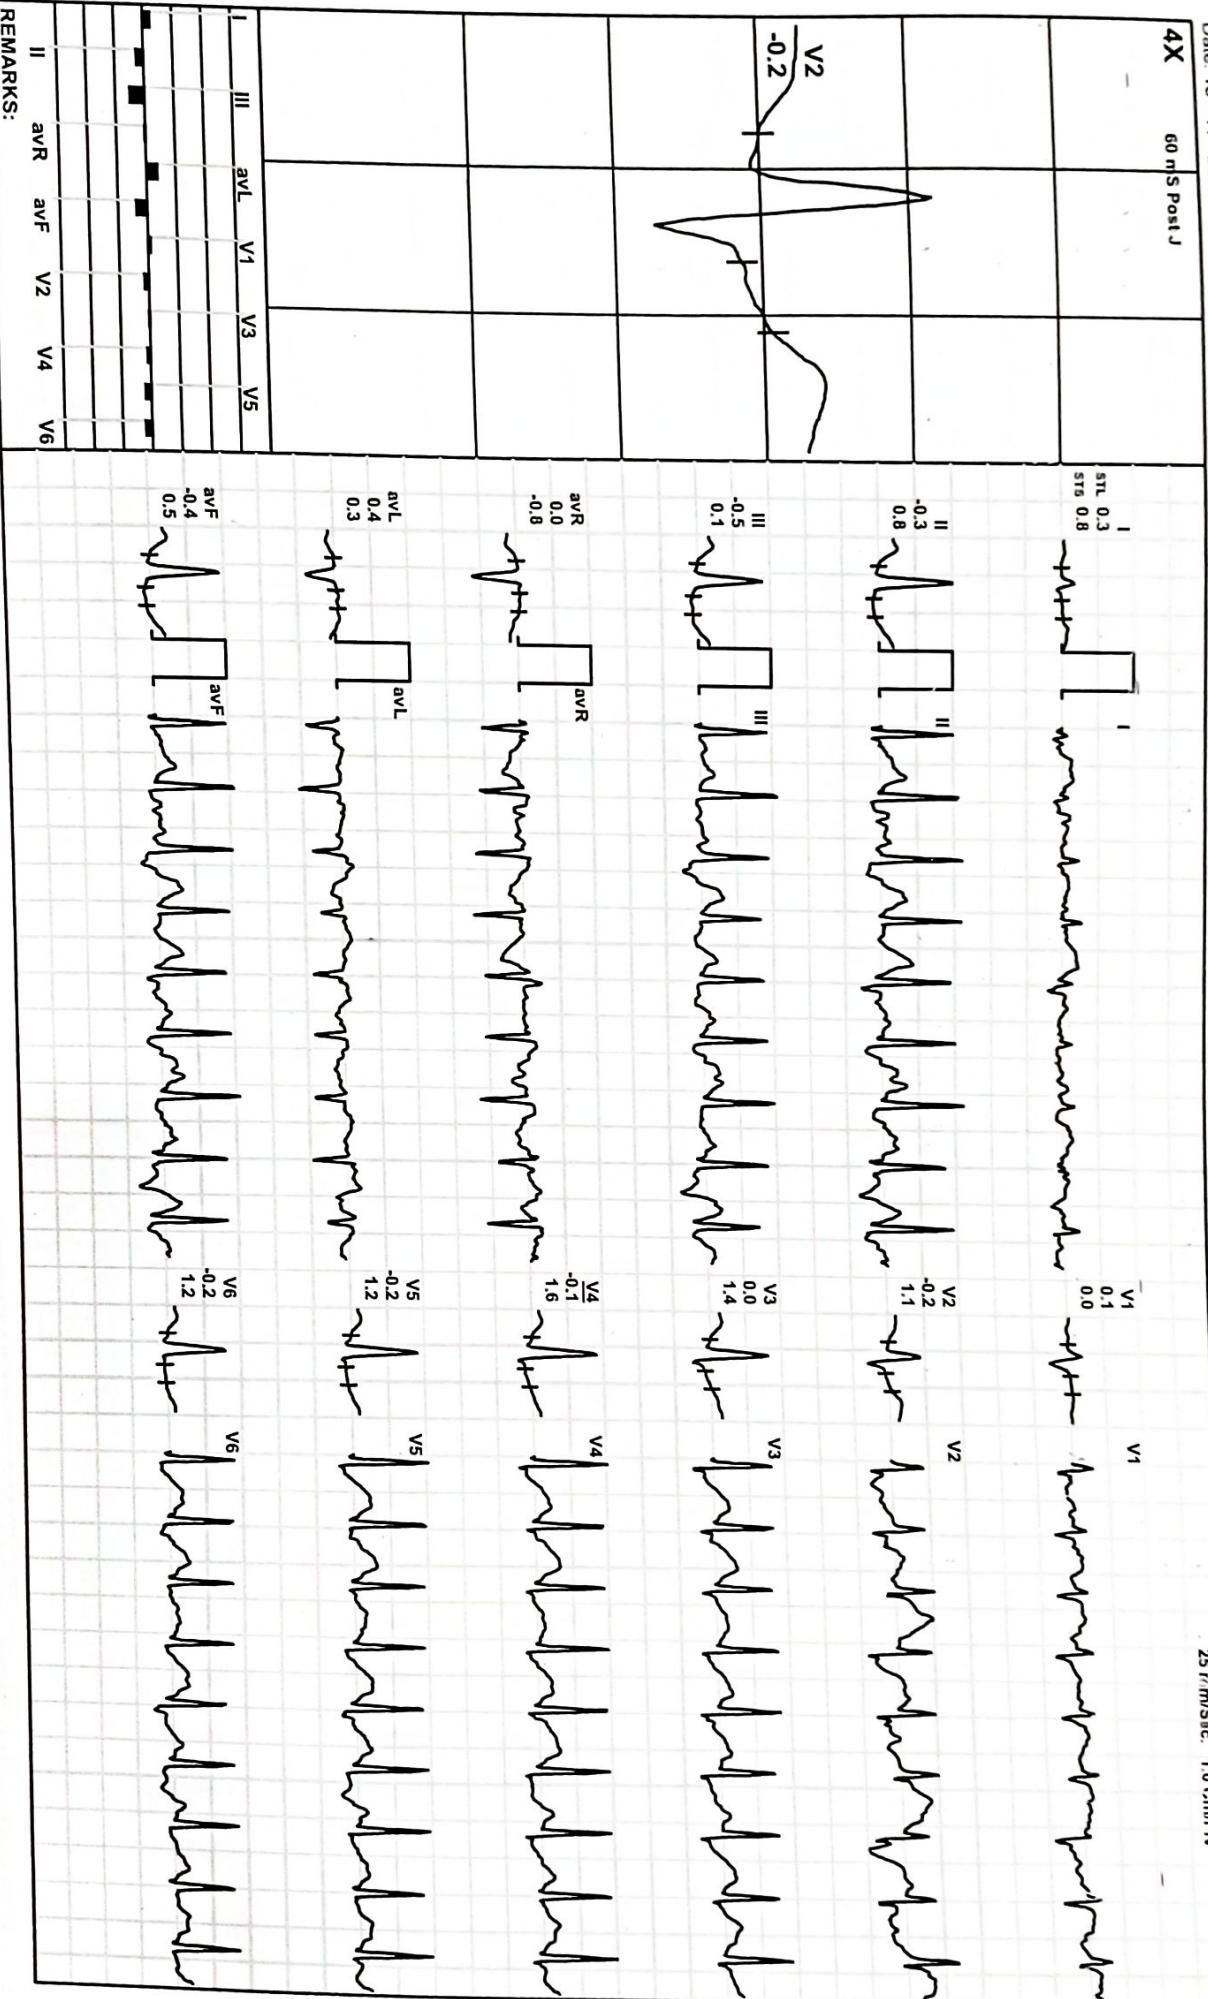 4X
60 mS Post J
V2
-0.2
I
STL 0.3
STS 0.8
I
V1
0.1
0.0
V1
II
-0.3
0.8
II
V2
-0.2
1.1
V2
III
-0.5
0.1
III
V3
0.0
1.4
V3
avR
0.0
-0.8
avR
V4
-0.1
1.6
V4
avL
0.4
0.3
avL
V5
-0.2
1.2
V5
avF
-0.4
0.5
avF
V6
-0.2
1.2
V6
I III avL V1 V3 V5
II avR avF V2 V4 V6
REMARKS: